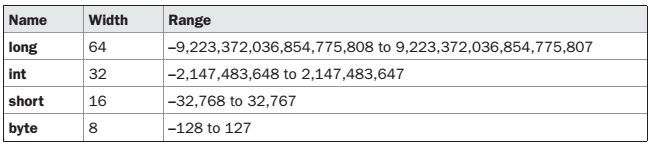 Name Width Range
long 64 –9,223,372,036,854,775,808 to 9,223,372,036,854,775,807
int 32 –2,147,483,648 to 2,147,483,647
short 16 –32,768 to 32,767
byte 8 –128 to 127